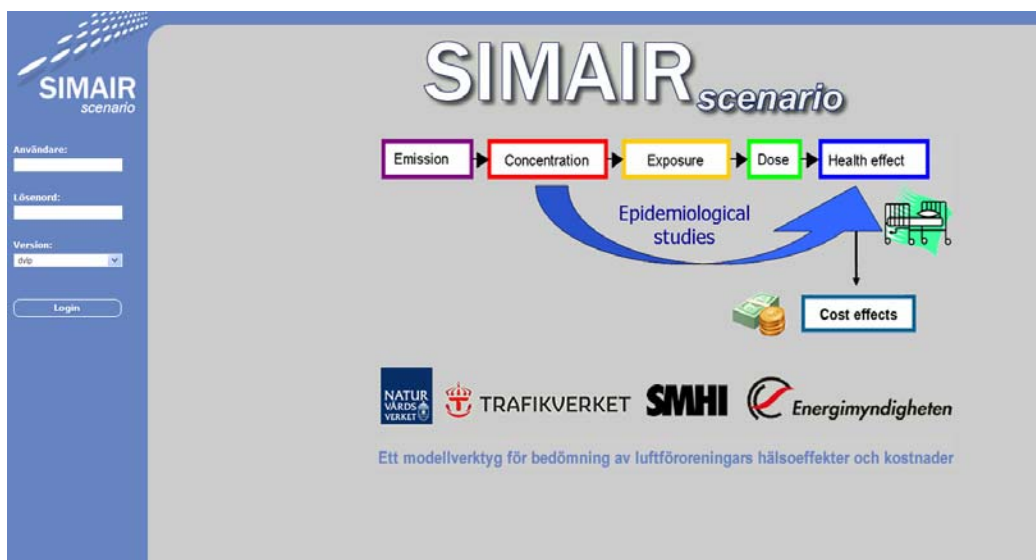 SIMAIR
scenario
Användare:
Lösenord:
Version:
dvlp
Login
SIMAIR
scenario
Emission
Concentration
Exposure
Dose
Health effect
Epidemiological
studies
Cost effects
NATUR
VÅRDS
VERKET
TRAFIKVERKET
SMHI
Energimyndigheten
Ett modellverktyg för bedömning av luftföroreningars hälsoeffekter och kostnader